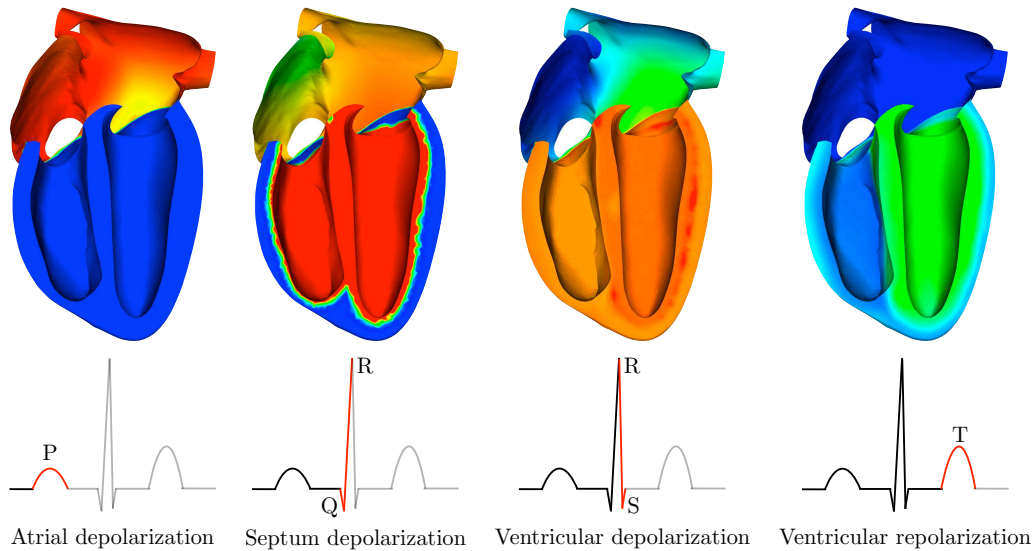 P
R
Q
R
S
T
Atrial depolarization
Septum depolarization
Ventricular depolarization
Ventricular repolarization